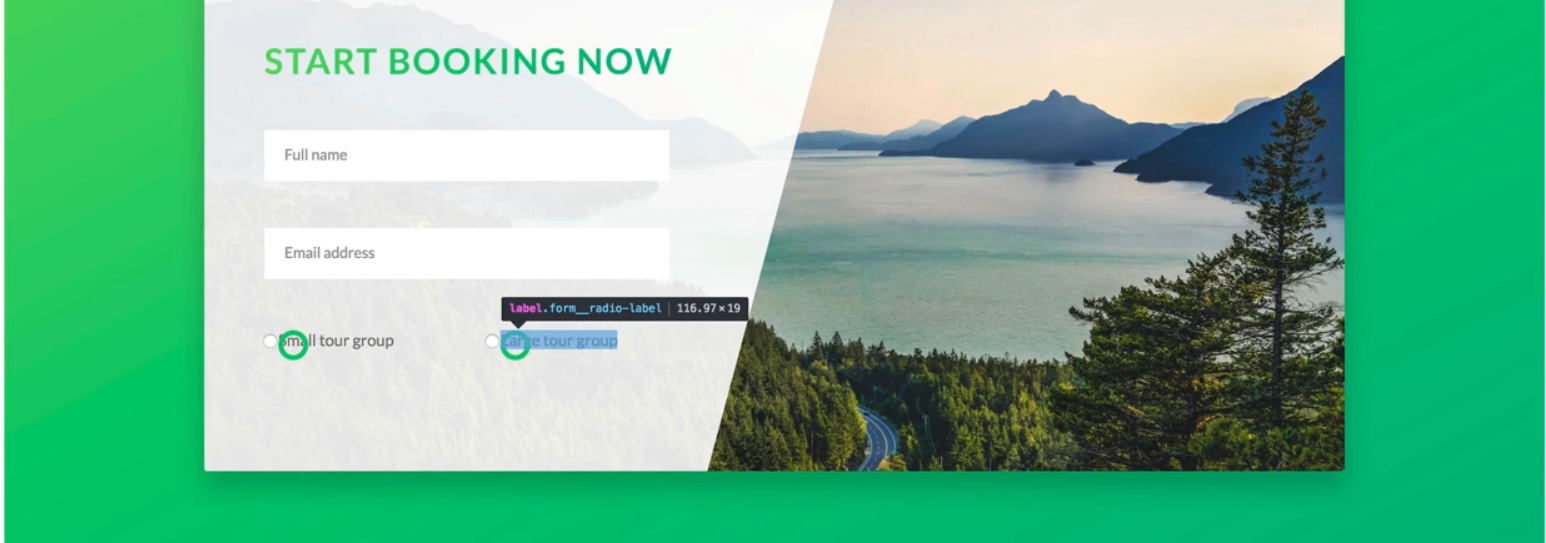 START BOOKING NOW
Full name
Email address
label.form__radio-label | 116.97×19
Small tour group
Large tour group